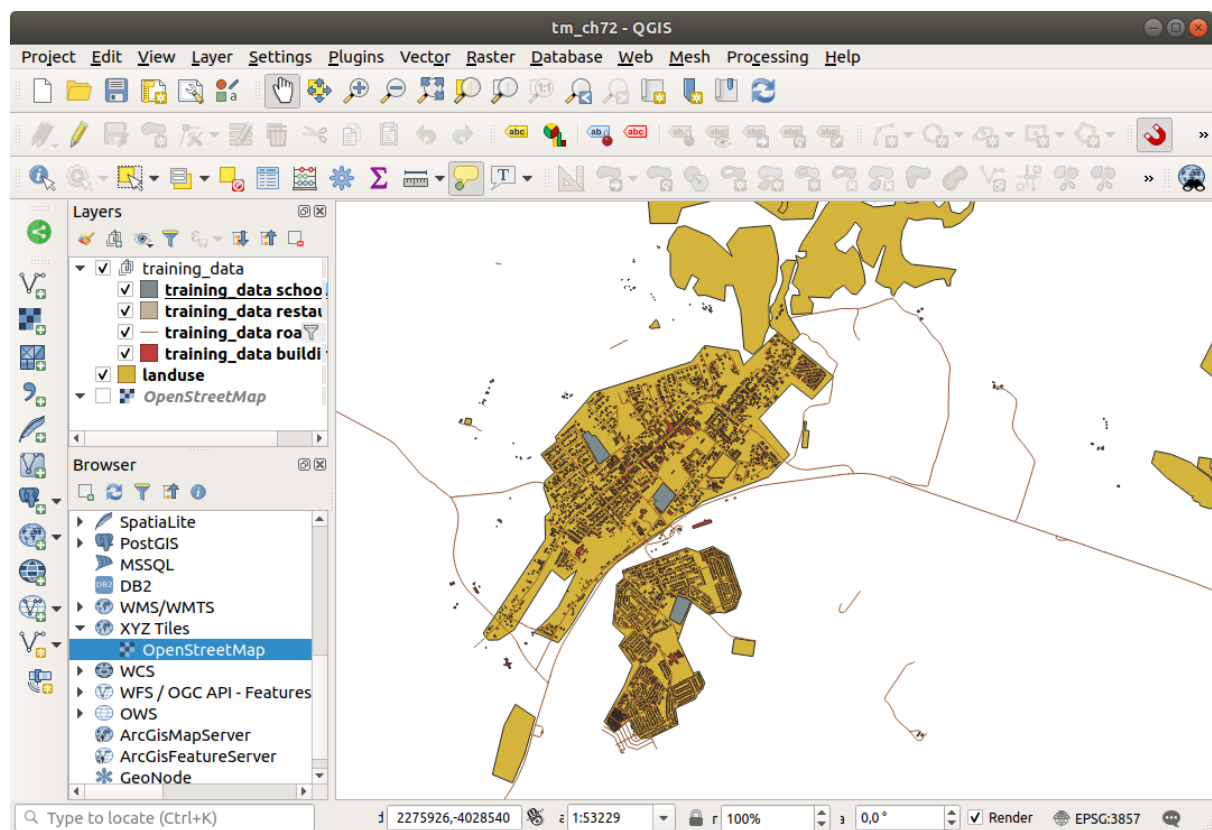 tm_ch72 - QGIS
Project Edit View Layer Settings Plugins Vector Raster Database Web Mesh Processing Help
abc abc
»
Σ T »
Layers
training_data
training_data schoo
training_data restau
training_data roa
training_data buildi
landuse
OpenStreetMap
Browser
SpatiaLite
PostGIS
MSSQL
DB2 DB2
WMS/WMTS
XYZ Tiles
OpenStreetMap
WCS
WFS / OGC API - Features
OWS
ArcGisMapServer
ArcGisFeatureServer
GeoNode
Type to locate (Ctrl+K) 2275926,-4028540 1:53229 100% 0,0° Render EPSG:3857